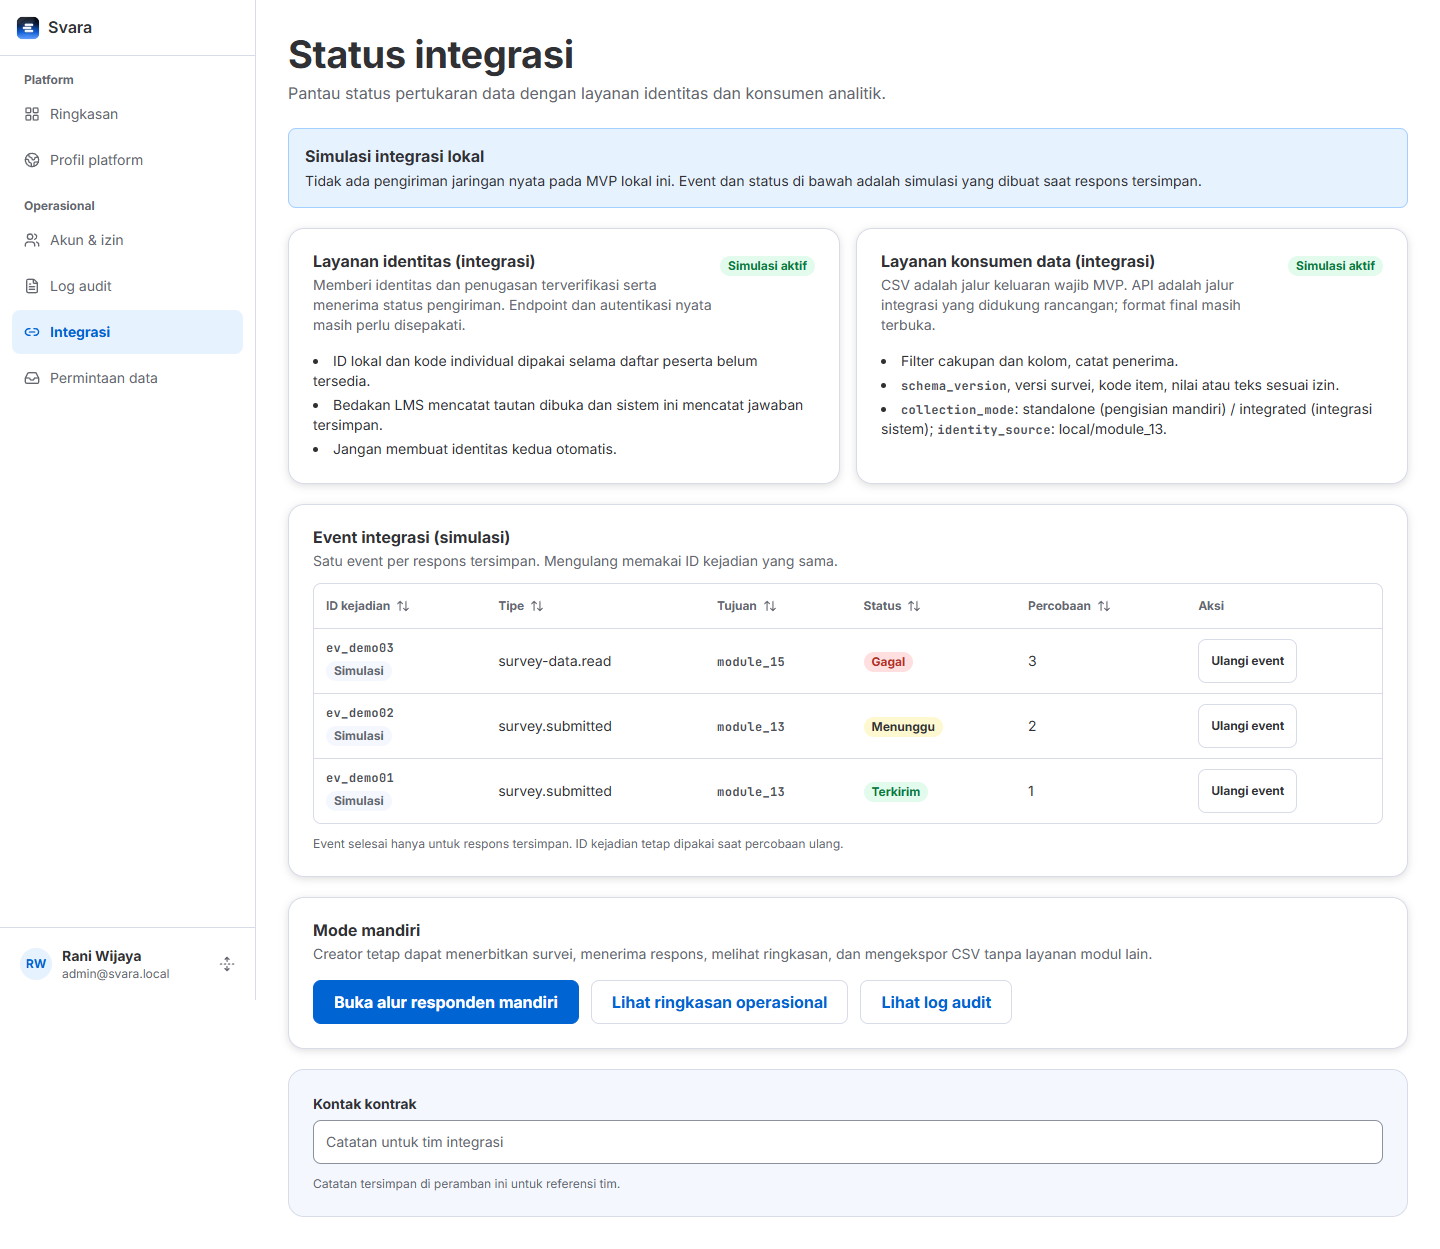 Svara
Platform
Ringkasan
Profil platform
Operasional
Akun & izin
Log audit
Integrasi
Permintaan data
RW
Rani Wijaya
admin@svara.local
Status integrasi
Pantau status pertukaran data dengan layanan identitas dan konsumen analitik.
Simulasi integrasi lokal
Tidak ada pengiriman jaringan nyata pada MVP lokal ini. Event dan status di bawah adalah simulasi yang dibuat saat respons tersimpan.
Layanan identitas (integrasi)
Simulasi aktif
Memberi identitas dan penugasan terverifikasi serta
menerima status pengiriman. Endpoint dan autentikasi nyata
masih perlu disepakati.
• ID lokal dan kode individual dipakai selama daftar peserta belum
tersedia.
• Bedakan LMS mencatat tautan dibuka dan sistem ini mencatat jawaban
tersimpan.
• Jangan membuat identitas kedua otomatis.
Layanan konsumen data (integrasi)
Simulasi aktif
CSV adalah jalur keluaran wajib MVP. API adalah jalur
integrasi yang didukung rancangan; format final masih
terbuka.
• Filter cakupan dan kolom, catat penerima.
• schema_version, versi survei, kode item, nilai atau teks sesuai izin.
• collection_mode: standalone (pengisian mandiri) / integrated (integrasi
sistem); identity_source: local/module_13.
Event integrasi (simulasi)
Satu event per respons tersimpan. Mengulang memakai ID kejadian yang sama.
ID kejadian Tipe Tujuan Status Percobaan Aksi
ev_demo03
Simulasi
survey-data.read module_15 Gagal 3 Ulangi event
ev_demo02
Simulasi
survey.submitted module_13 Menunggu 2 Ulangi event
ev_demo01
Simulasi
survey.submitted module_13 Terkirim 1 Ulangi event
Event selesai hanya untuk respons tersimpan. ID kejadian tetap dipakai saat percobaan ulang.
Mode mandiri
Creator tetap dapat menerbitkan survei, menerima respons, melihat ringkasan, dan mengekspor CSV tanpa layanan modul lain.
Buka alur responden mandiri Lihat ringkasan operasional Lihat log audit
Kontak kontrak
Catatan untuk tim integrasi
Catatan tersimpan di peramban ini untuk referensi tim.